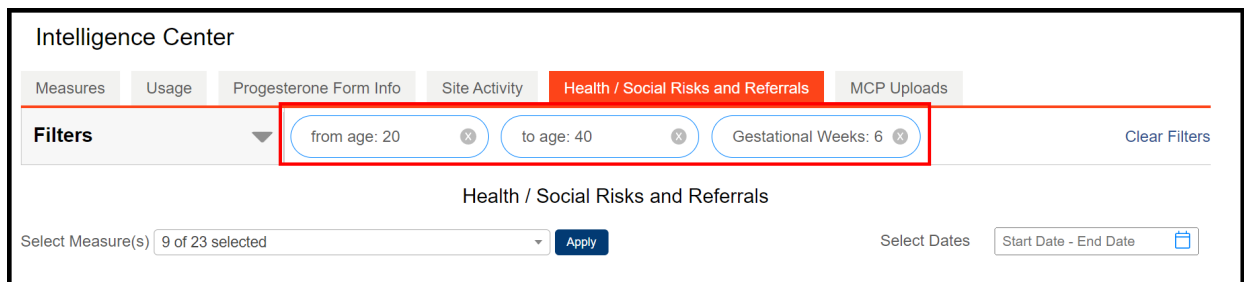 Intelligence Center
Measures Usage Progesterone Form Info Site Activity Health / Social Risks and Referrals MCP Uploads
Filters from age: 20 x to age: 40 x Gestational Weeks: 6 x Clear Filters
Health / Social Risks and Referrals
Select Measure(s) 9 of 23 selected Apply Select Dates Start Date - End Date